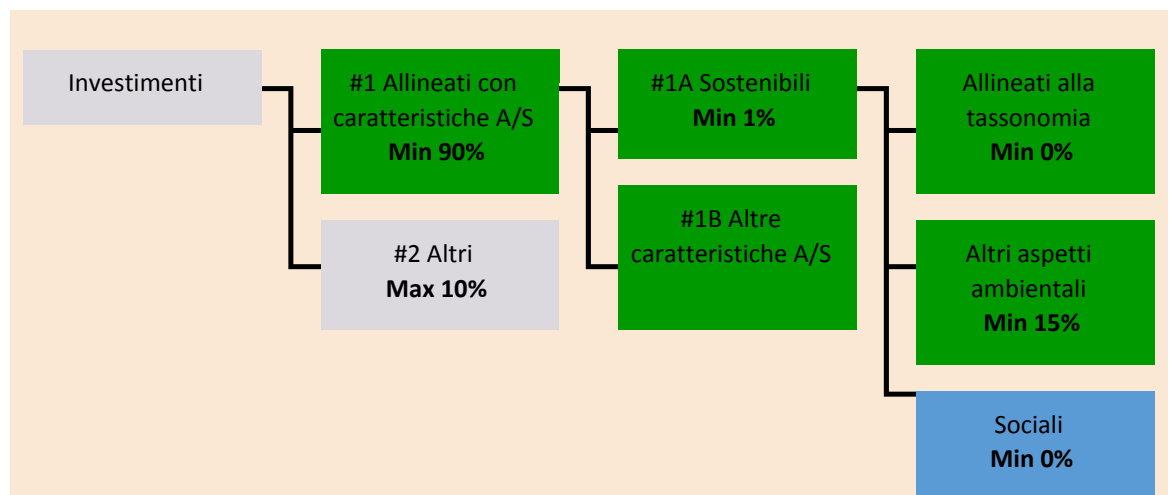 Investimenti
#1 Allineati con
caratteristiche A/S
Min 90%
#2 Altri
Max 10%
#1A Sostenibili
Min 1%
#1B Altre
caratteristiche A/S
Allineati alla
tassonomia
Min 0%
Altri aspetti
ambientali
Min 15%
Sociali
Min 0%